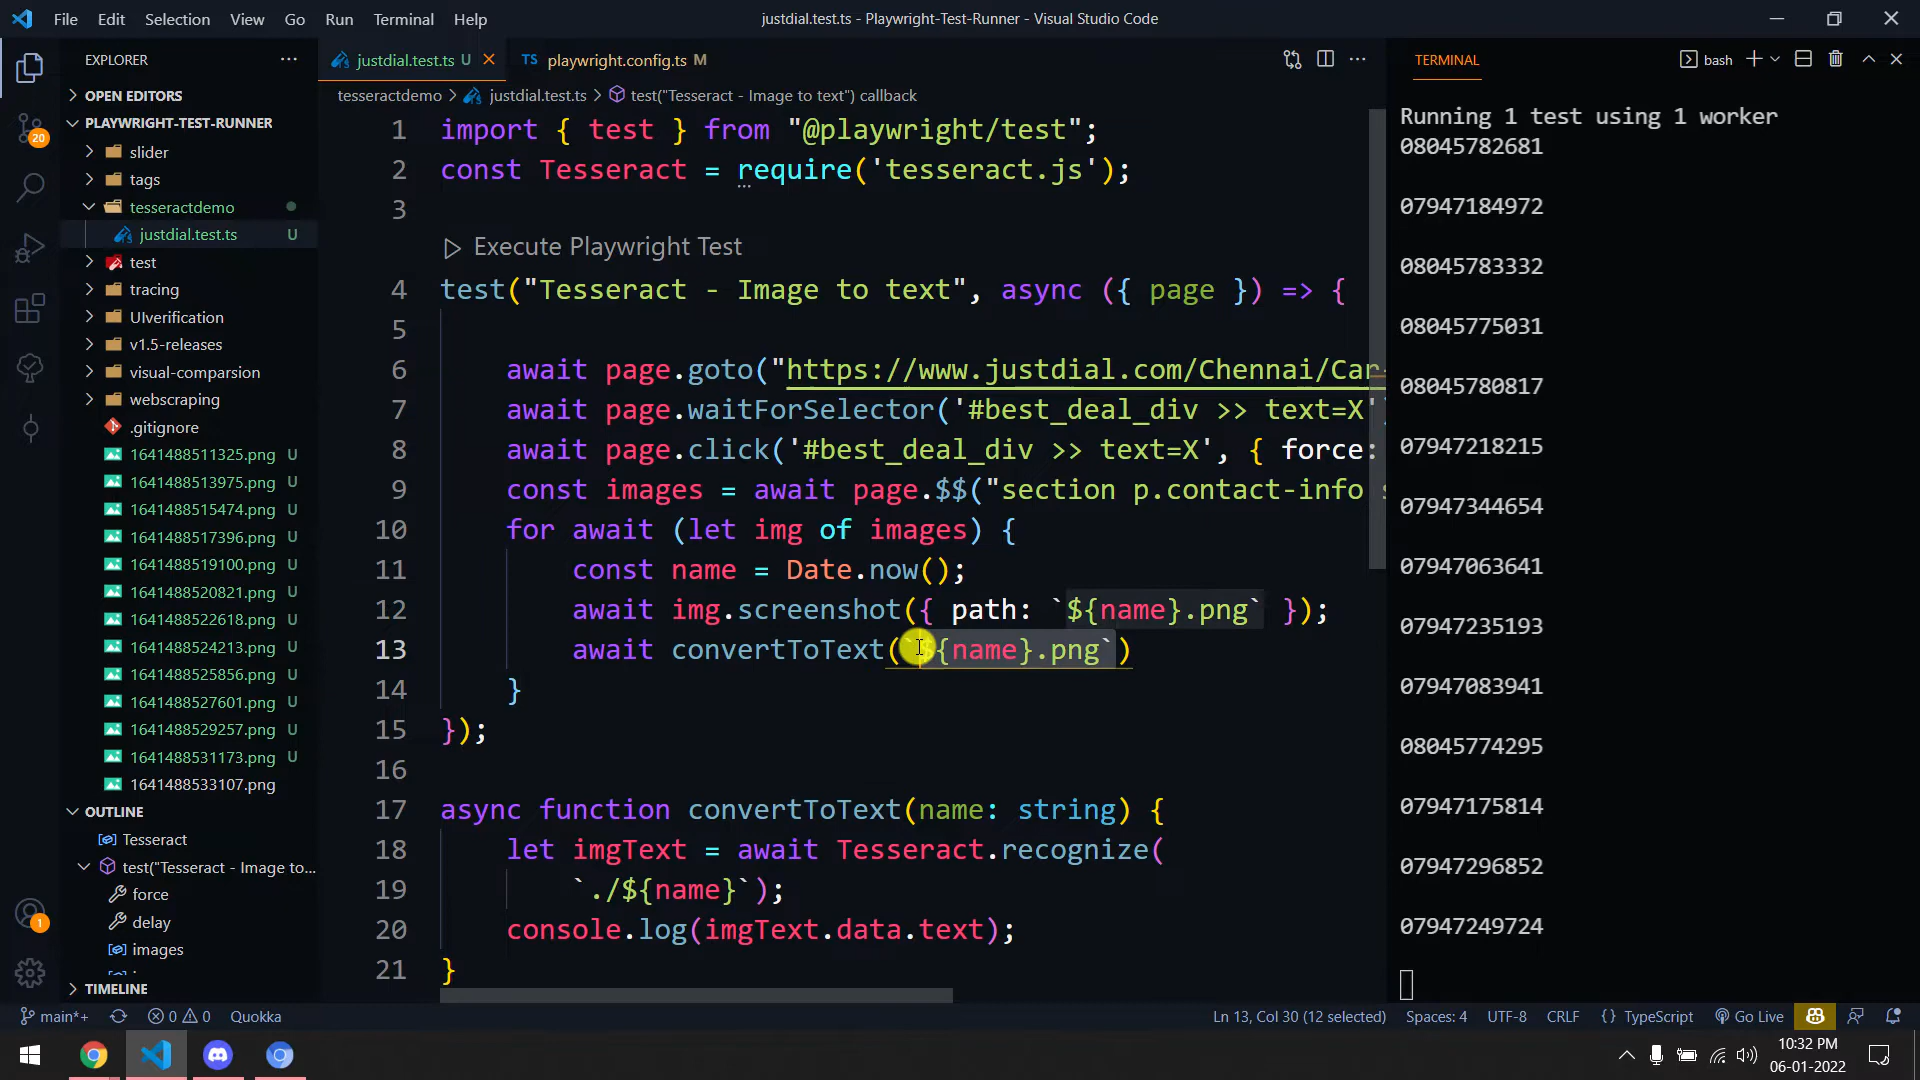 File Edit Selection View Go Run Terminal Help
justdial.test.ts - Playwright-Test-Runner - Visual Studio Code
EXPLORER
OPEN EDITORS
PLAYWRIGHT-TEST-RUNNER
slider
tags
tesseractdemo
justdial.test.ts U
test
tracing
UIverification
v1.5-releases
visual-comparsion
webscraping
.gitignore
1641488511325.png U
1641488513975.png U
1641488515474.png U
1641488517396.png U
1641488519100.png U
1641488520821.png U
1641488522618.png U
1641488524213.png U
1641488525856.png U
1641488527601.png U
1641488529257.png U
1641488531173.png U
1641488533107.png
OUTLINE
Tesseract
test("Tesseract - Image to...
force
delay
images
TIMELINE
20
1
justdial.test.ts U
TS playwright.config.ts M
tesseractdemo > justdial.test.ts > test("Tesseract - Image to text") callback
1 import { test } from "@playwright/test";
2 const Tesseract = require('tesseract.js');
3
Execute Playwright Test
4 test("Tesseract - Image to text", async ({ page }) => {
5
6 await page.goto("https://www.justdial.com/Chennai/Car
7 await page.waitForSelector('#best_deal_div >> text=X'
8 await page.click('#best_deal_div >> text=X', { force:
9 const images = await page.$$("section p.contact-info s
10 for await (let img of images) {
11 const name = Date.now();
12 await img.screenshot({ path: `${name}.png` });
13 await convertToText(`${name}.png`)
14 }
15 });
16
17 async function convertToText(name: string) {
18 let imgText = await Tesseract.recognize(
19 `./${name}`);
20 console.log(imgText.data.text);
21 }
TERMINAL
bash
Running 1 test using 1 worker
08045782681
07947184972
08045783332
08045775031
08045780817
07947218215
07947344654
07947063641
07947235193
07947083941
08045774295
07947175814
07947296852
07947249724
main*+ 0 0 Quokka
Ln 13, Col 30 (12 selected) Spaces: 4 UTF-8 CRLF { } TypeScript Go Live
10:32 PM
06-01-2022